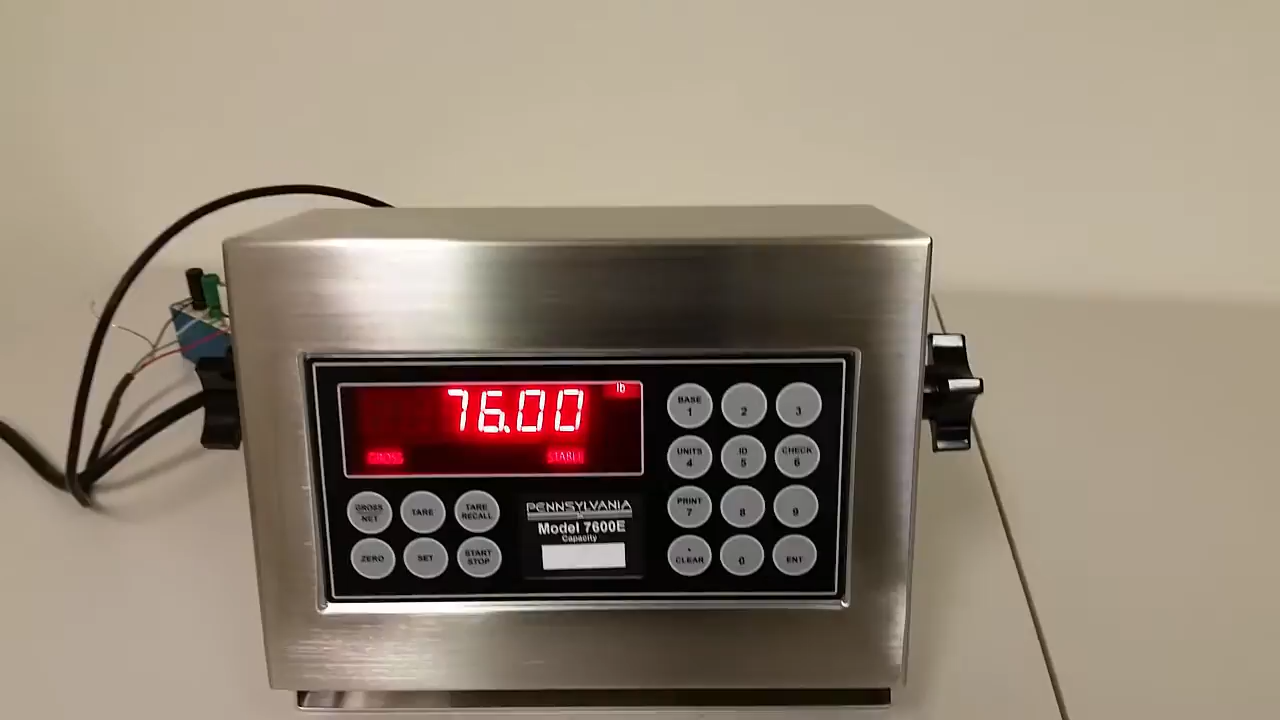 lb
76.00
GROSS STABLE
GROSS
NET
TARE
TARE
RECALL
ZERO
SET
START
STOP
PENNSYLVANIA
Model 7600E
Capacity
BASE
1
2
3
UNITS
4
ID
5
CHECK
6
PRINT
7
8
9
.
CLEAR
0
ENT